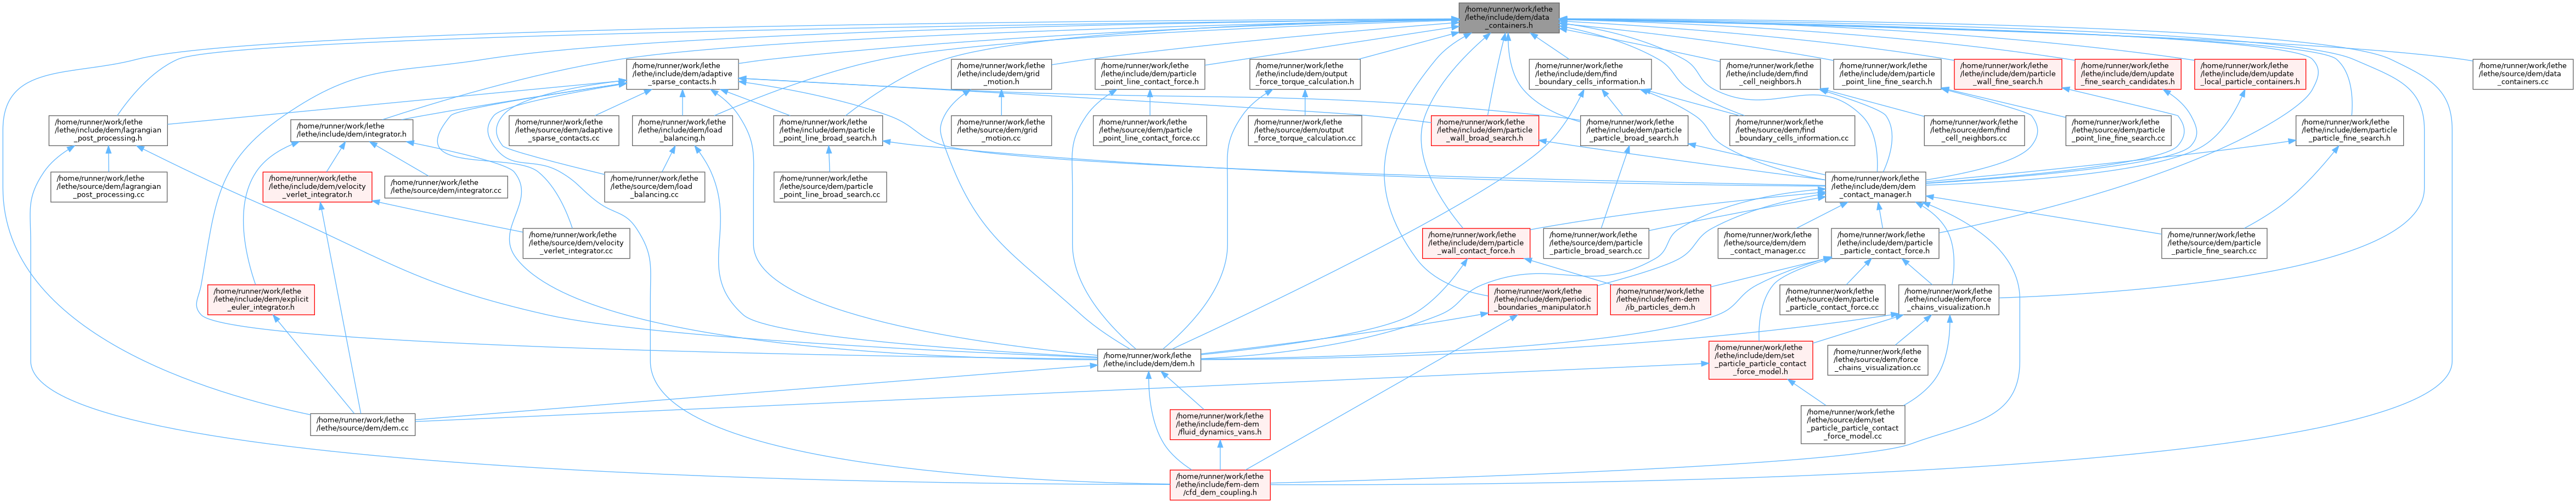 /home/runner/work/lethe
/lethe/include/dem/data
_containers.h
/home/runner/work/lethe
/lethe/include/dem/adaptive
_sparse_contacts.h
/home/runner/work/lethe
/lethe/include/dem/grid
_motion.h
/home/runner/work/lethe
/lethe/include/dem/particle
_point_line_contact_force.h
/home/runner/work/lethe
/lethe/include/dem/output
_force_torque_calculation.h
/home/runner/work/lethe
/lethe/include/dem/find
_boundary_cells_information.h
/home/runner/work/lethe
/lethe/include/dem/find
_cell_neighbors.h
/home/runner/work/lethe
/lethe/include/dem/particle
_point_line_fine_search.h
/home/runner/work/lethe
/lethe/include/dem/particle
_wall_fine_search.h
/home/runner/work/lethe
/lethe/include/dem/update
_fine_search_candidates.h
/home/runner/work/lethe
/lethe/include/dem/update
_local_particle_containers.h
/home/runner/work/lethe
/lethe/source/dem/data
_containers.cc
/home/runner/work/lethe
/lethe/include/dem/lagrangian
_post_processing.h
/home/runner/work/lethe
/lethe/include/dem/integrator.h
/home/runner/work/lethe
/lethe/source/dem/adaptive
_sparse_contacts.cc
/home/runner/work/lethe
/lethe/include/dem/load
_balancing.h
/home/runner/work/lethe
/lethe/include/dem/particle
_point_line_broad_search.h
/home/runner/work/lethe
/lethe/source/dem/grid
_motion.cc
/home/runner/work/lethe
/lethe/source/dem/particle
_point_line_contact_force.cc
/home/runner/work/lethe
/lethe/source/dem/output
_force_torque_calculation.cc
/home/runner/work/lethe
/lethe/include/dem/particle
_wall_broad_search.h
/home/runner/work/lethe
/lethe/include/dem/particle
_particle_broad_search.h
/home/runner/work/lethe
/lethe/source/dem/find
_boundary_cells_information.cc
/home/runner/work/lethe
/lethe/source/dem/find
_cell_neighbors.cc
/home/runner/work/lethe
/lethe/source/dem/particle
_point_line_fine_search.cc
/home/runner/work/lethe
/lethe/include/dem/particle
_particle_fine_search.h
/home/runner/work/lethe
/lethe/source/dem/lagrangian
_post_processing.cc
/home/runner/work/lethe
/lethe/include/dem/velocity
_verlet_integrator.h
/home/runner/work/lethe
/lethe/source/dem/integrator.cc
/home/runner/work/lethe
/lethe/source/dem/load
_balancing.cc
/home/runner/work/lethe
/lethe/source/dem/particle
_point_line_broad_search.cc
/home/runner/work/lethe
/lethe/include/dem/dem
_contact_manager.h
/home/runner/work/lethe
/lethe/source/dem/velocity
_verlet_integrator.cc
/home/runner/work/lethe
/lethe/include/dem/particle
_wall_contact_force.h
/home/runner/work/lethe
/lethe/source/dem/particle
_particle_broad_search.cc
/home/runner/work/lethe
/lethe/source/dem/dem
_contact_manager.cc
/home/runner/work/lethe
/lethe/include/dem/particle
_particle_contact_force.h
/home/runner/work/lethe
/lethe/source/dem/particle
_particle_fine_search.cc
/home/runner/work/lethe
/lethe/include/dem/explicit
_euler_integrator.h
/home/runner/work/lethe
/lethe/include/dem/periodic
_boundaries_manipulator.h
/home/runner/work/lethe
/lethe/include/fem-dem
/ib_particles_dem.h
/home/runner/work/lethe
/lethe/source/dem/particle
_particle_contact_force.cc
/home/runner/work/lethe
/lethe/include/dem/force
_chains_visualization.h
/home/runner/work/lethe
/lethe/include/dem/dem.h
/home/runner/work/lethe
/lethe/include/dem/set
_particle_particle_contact
_force_model.h
/home/runner/work/lethe
/lethe/source/dem/force
_chains_visualization.cc
/home/runner/work/lethe
/lethe/source/dem/dem.cc
/home/runner/work/lethe
/lethe/include/fem-dem
/fluid_dynamics_vans.h
/home/runner/work/lethe
/lethe/source/dem/set
_particle_particle_contact
_force_model.cc
/home/runner/work/lethe
/lethe/include/fem-dem
/cfd_dem_coupling.h